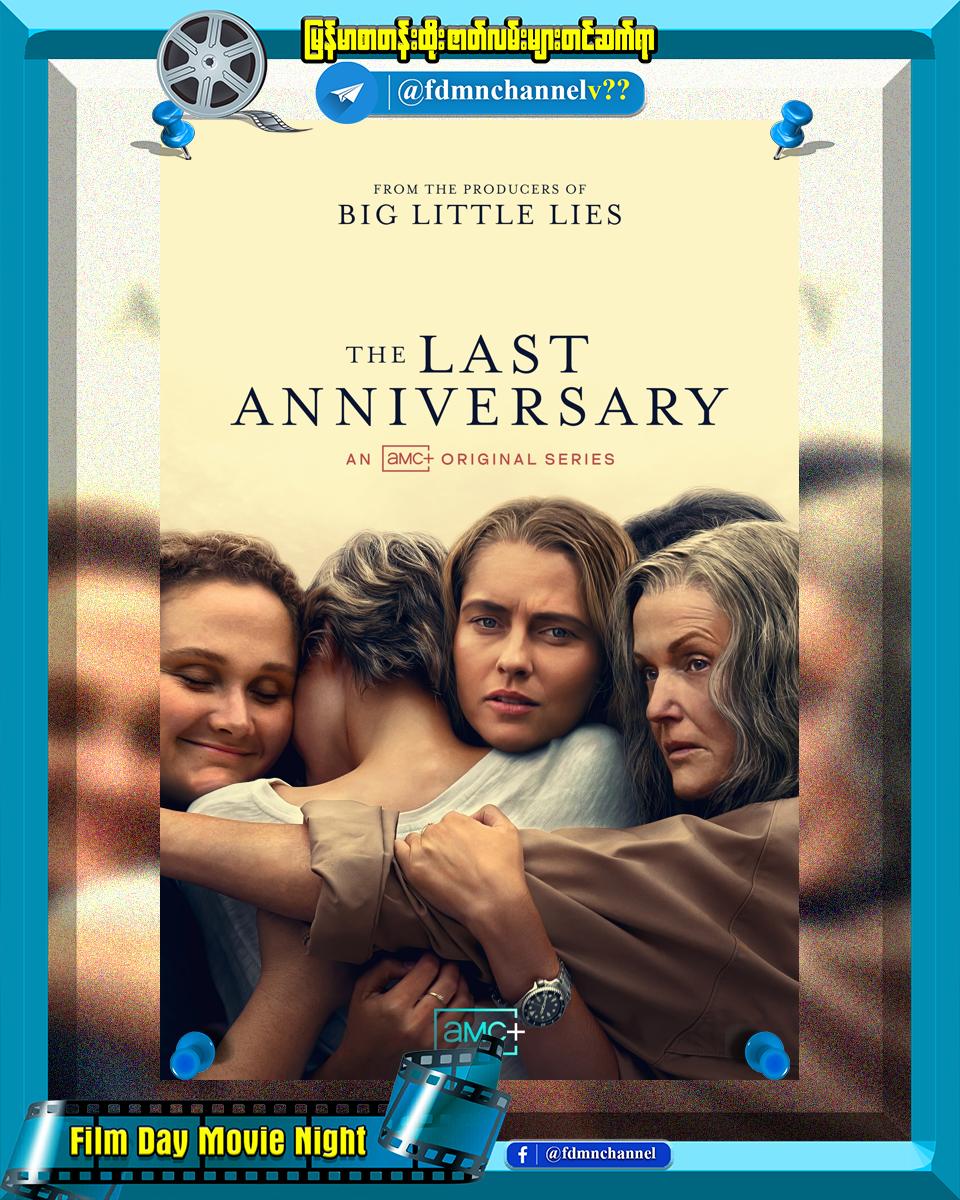 မြန်မာစာတန်းထိုးဇာတ်လမ်းများတင်ဆက်ရာ
@fdmnchannelv??
FROM THE PRODUCERS OF
BIG LITTLE LIES
THE LAST
ANNIVERSARY
AN aMC+ ORIGINAL SERIES
aMC+
Film Day Movie Night
f @fdmnchannel